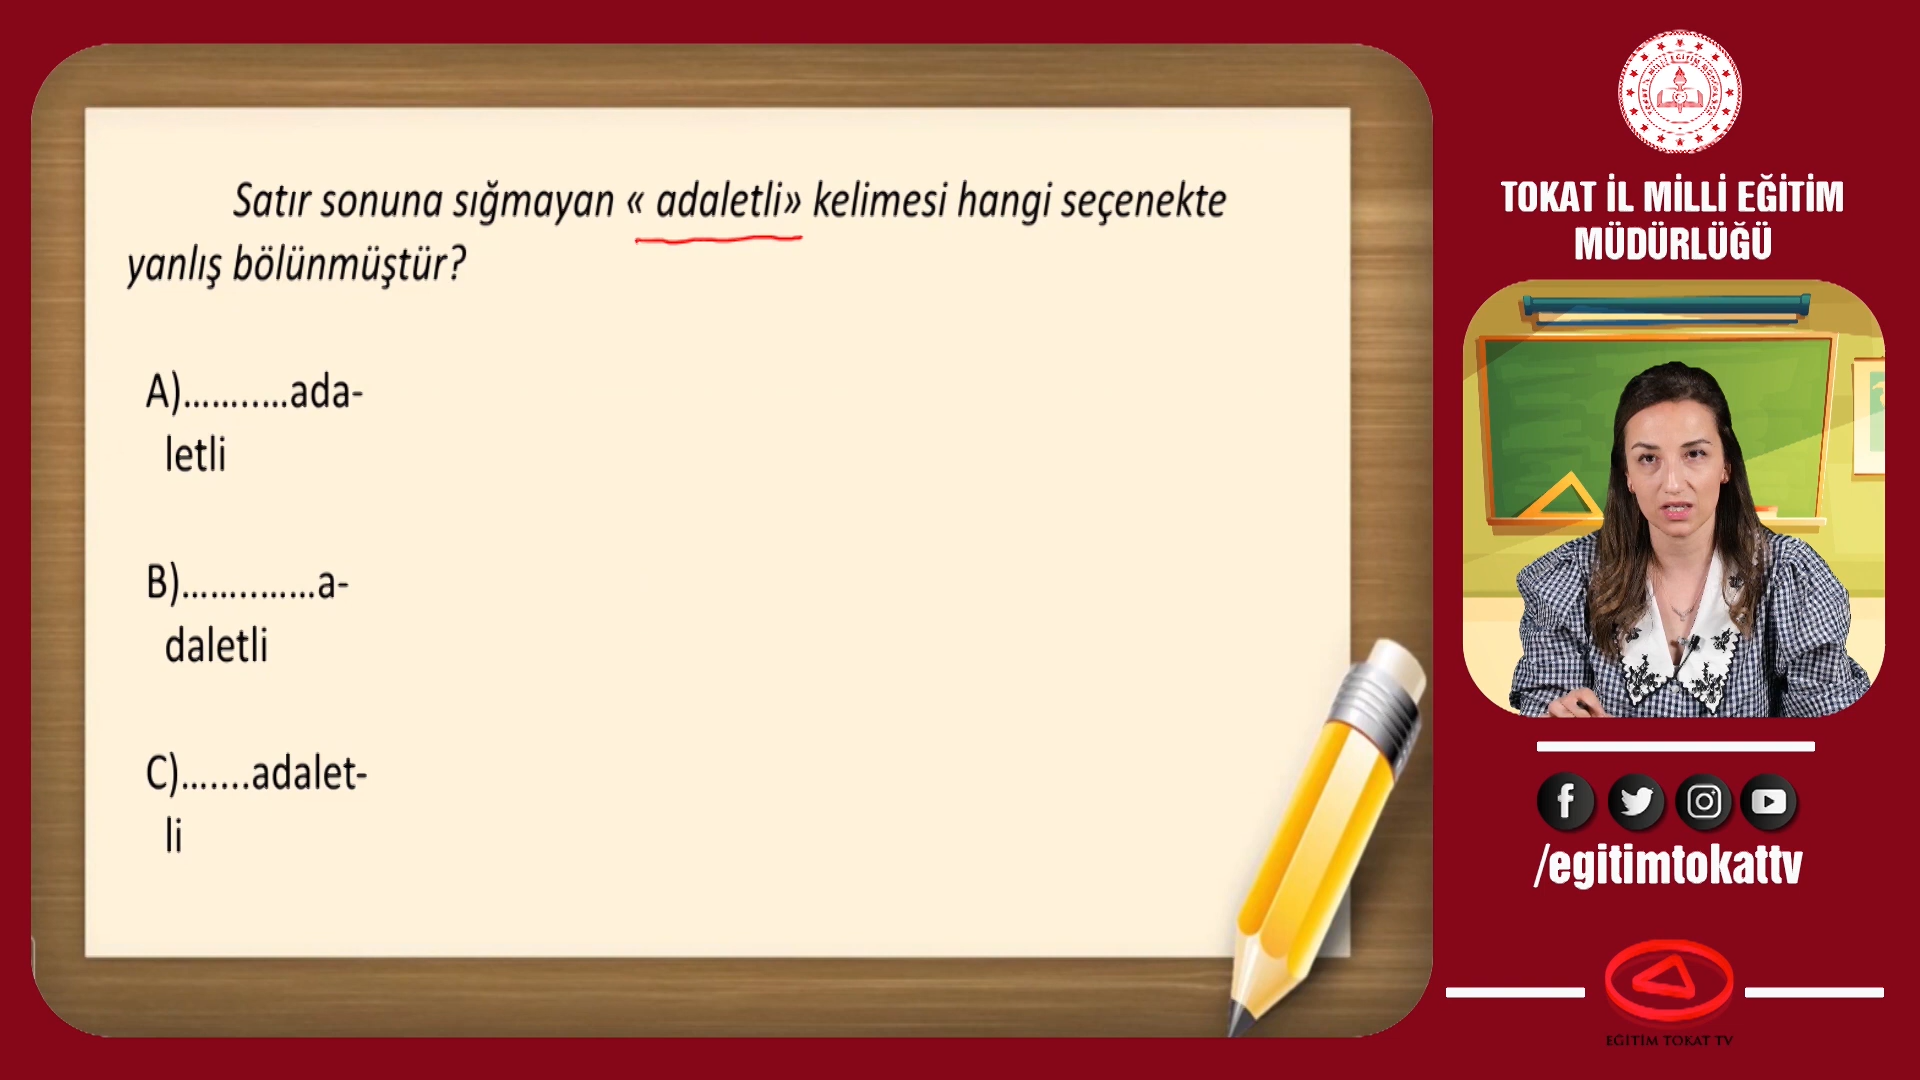 Satır sonuna sığmayan « adaletli» kelimesi hangi seçenekte
yanlış bölünmüştür?
A)..........ada-
letli
B)..............a-
daletli
C).......adalet-
li
TOKAT İL MİLLİ EĞİTİM
MÜDÜRLÜĞÜ
/egitimtokattv
EĞİTİM TOKAT TV